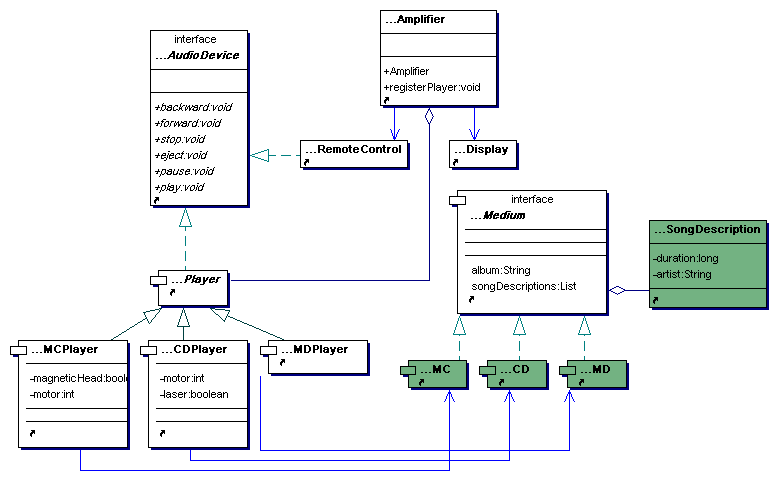 interface
...AudioDevice
+backward:void
+forward:void
+stop:void
+eject:void
+pause:void
+play:void
...Amplifier
+Amplifier
+registerPlayer:void
...RemoteControl
...Display
interface
...Medium
album:String
songDescriptions:List
...SongDescription
-duration:long
-artist:String
...Player
...MCPlayer
-magneticHead:boole
-motor:int
...CDPlayer
-motor:int
-laser:boolean
...MDPlayer
...MC
...CD
...MD